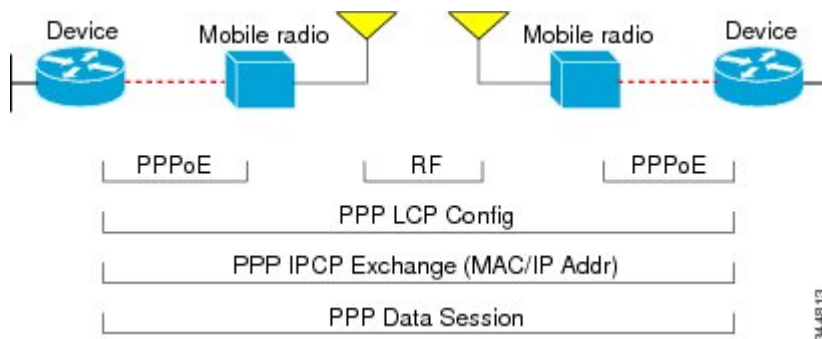 Device
Mobile radio
Mobile radio
Device
PPPoE
RF
PPPoE
PPP LCP Config
PPP IPCP Exchange (MAC/IP Addr)
PPP Data Session
344813